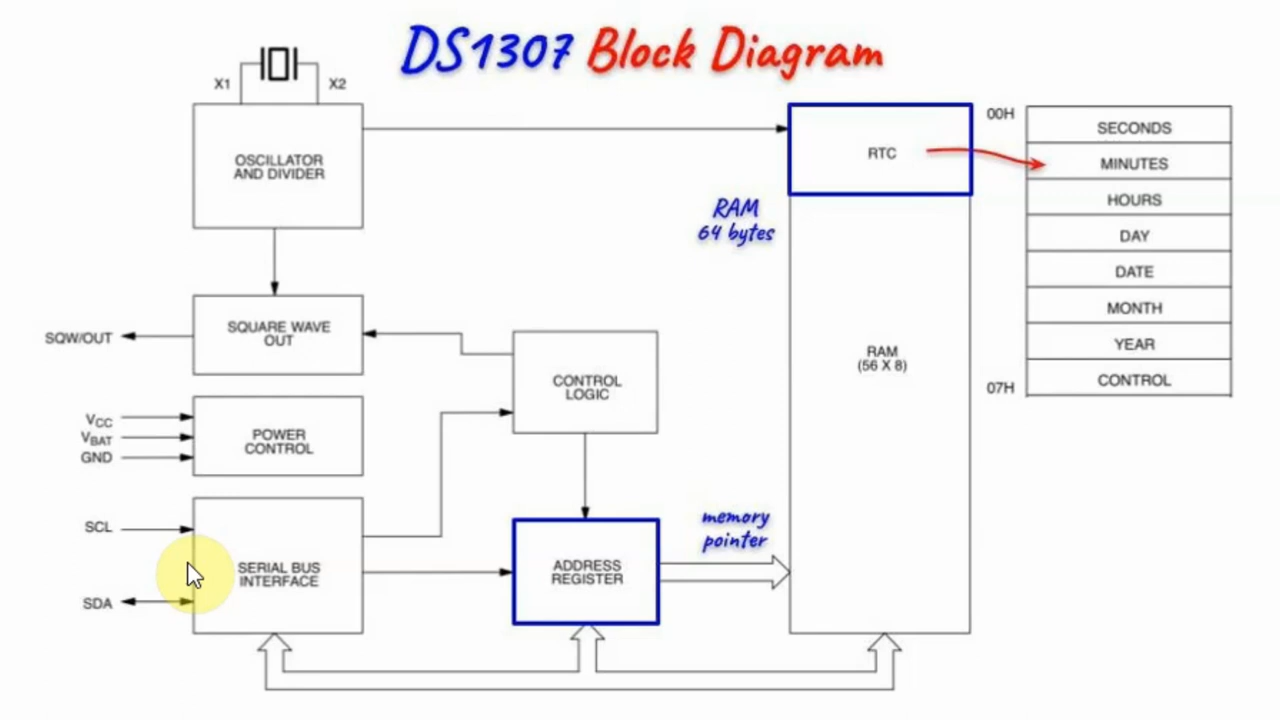 DS1307 Block Diagram
X1
X2
OSCILLATOR
AND DIVIDER
RTC
00H
SECONDS
MINUTES
HOURS
DAY
DATE
MONTH
YEAR
CONTROL
07H
RAM
64 bytes
SQW/OUT
SQUARE WAVE
OUT
CONTROL
LOGIC
RAM
(56 X 8)
VCC
VBAT
GND
POWER
CONTROL
SCL
SDA
SERIAL BUS
INTERFACE
ADDRESS
REGISTER
memory
pointer